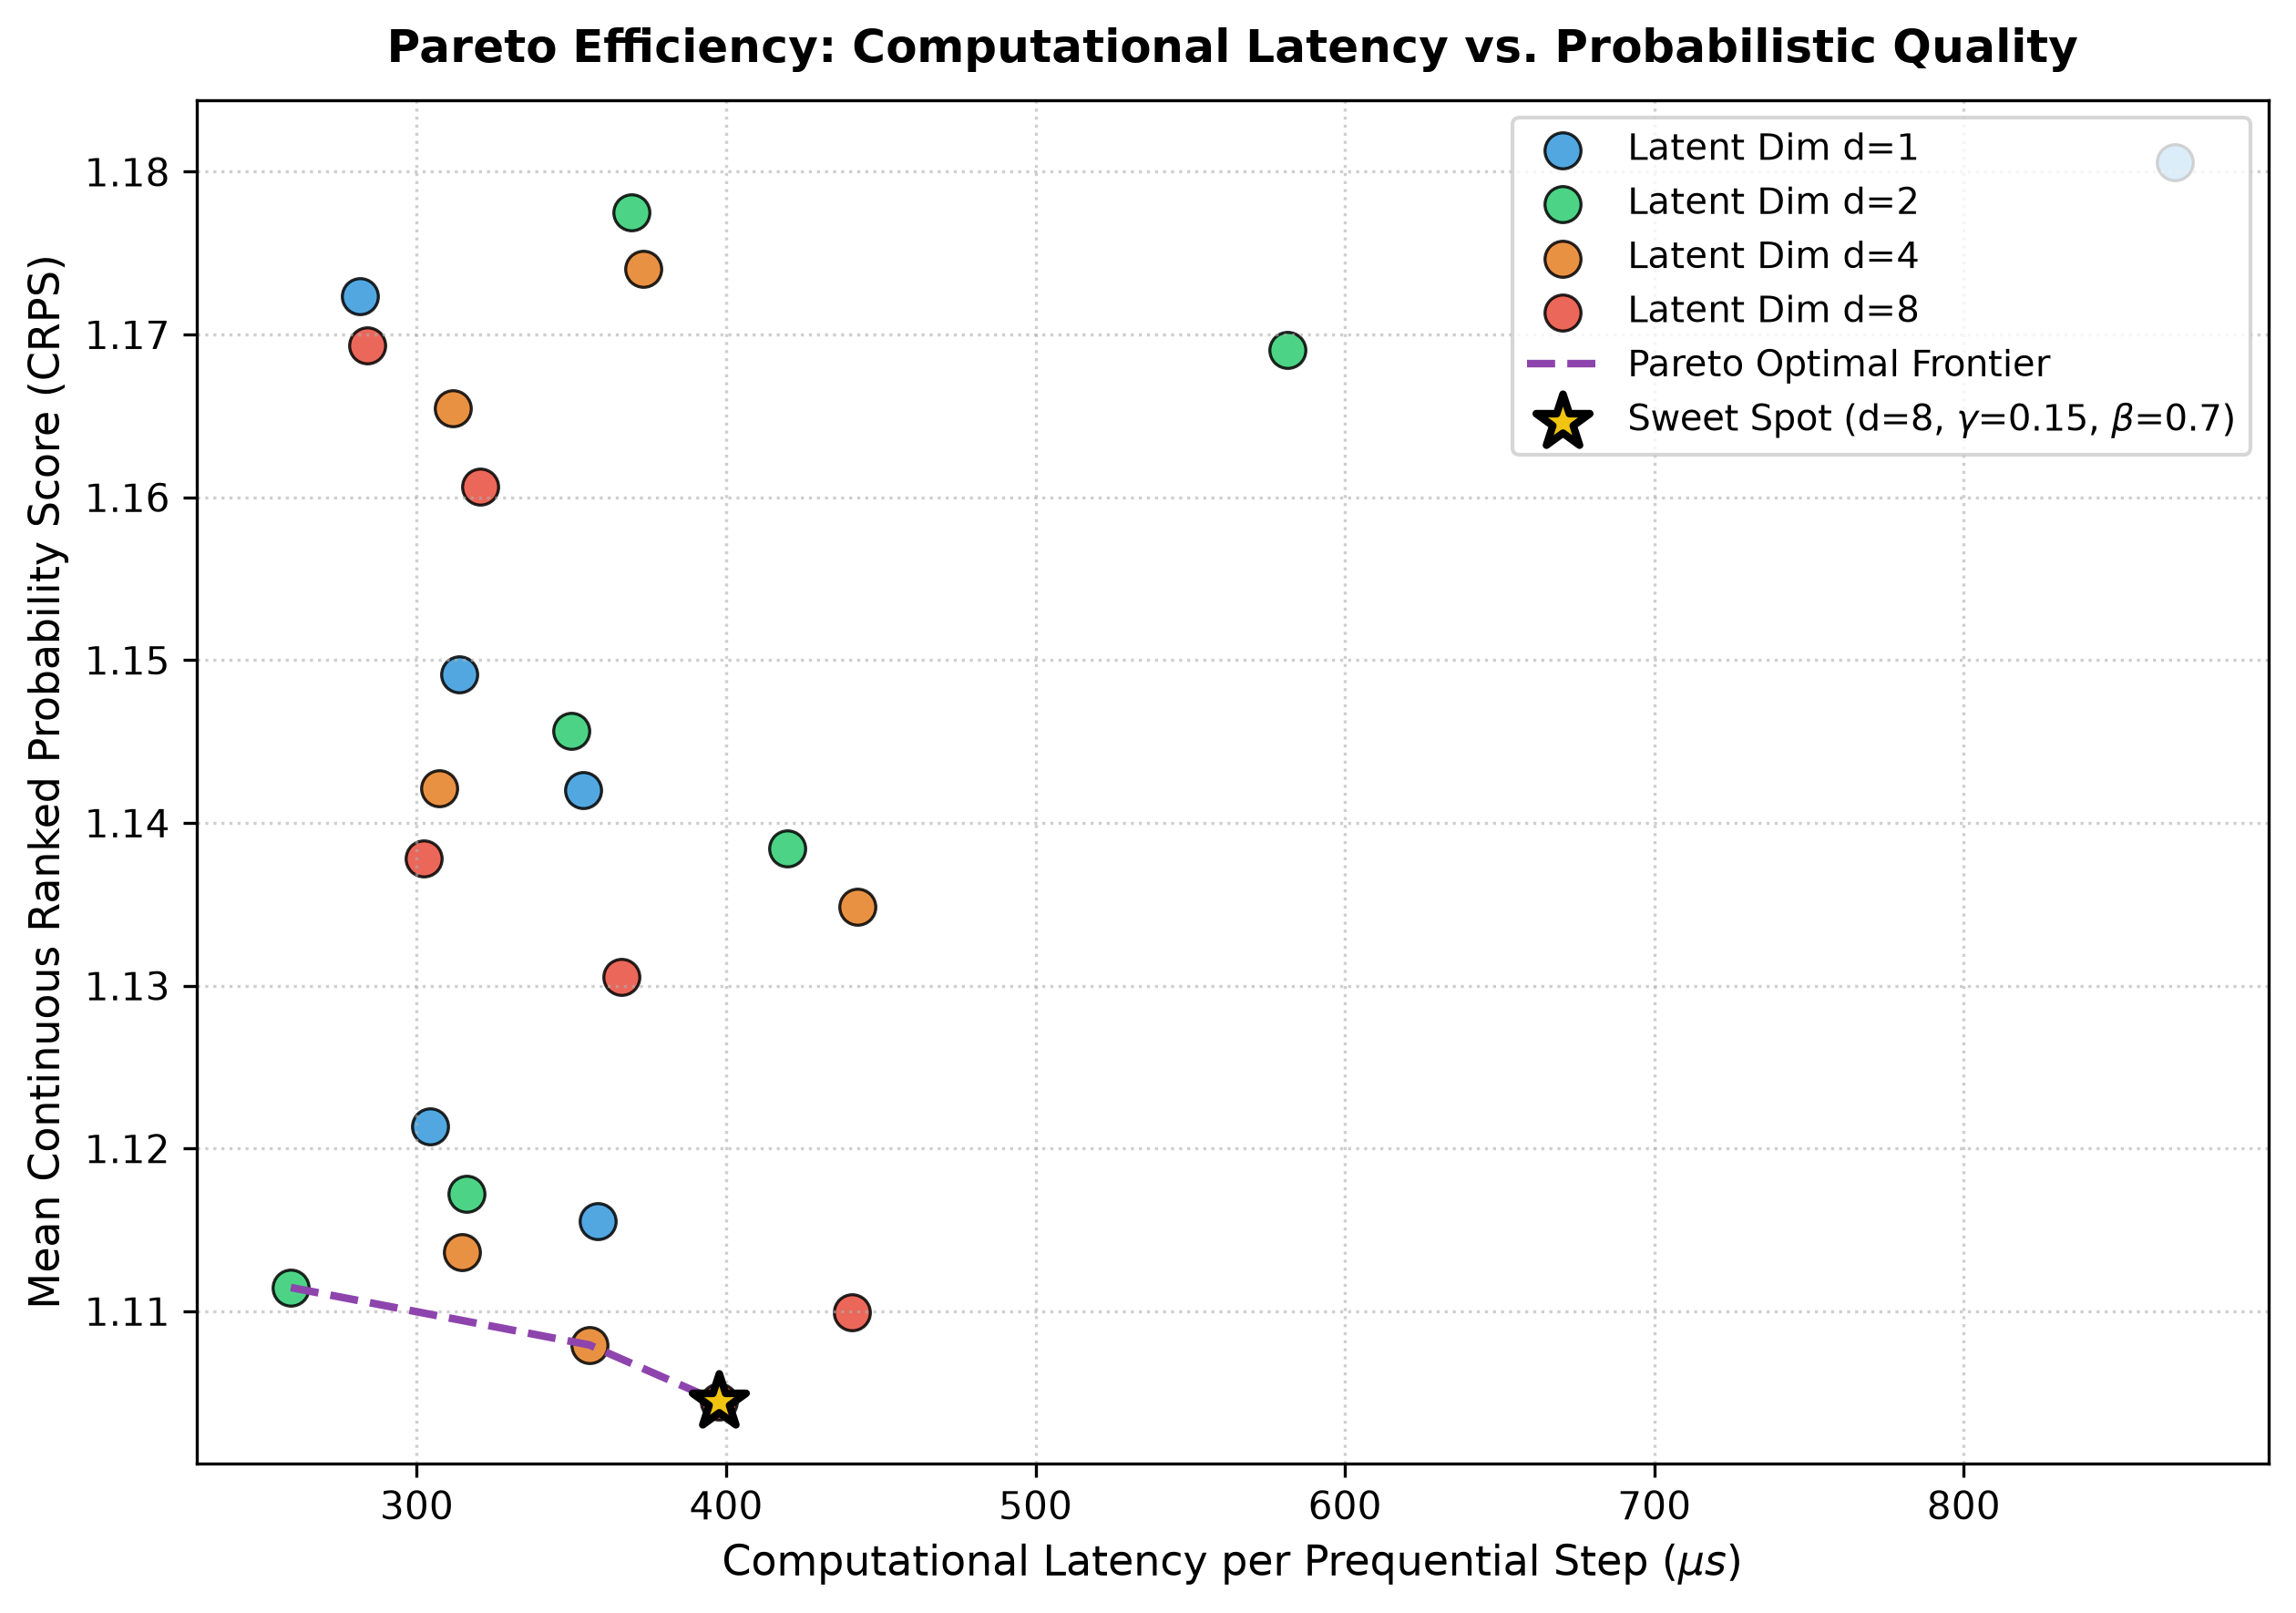 Pareto Efficiency: Computational Latency vs. Probabilistic Quality
Mean Continuous Ranked Probability Score (CRPS)
1.18
1.17
1.16
1.15
1.14
1.13
1.12
1.11
Latent Dim d=1
Latent Dim d=2
Latent Dim d=4
Latent Dim d=8
Pareto Optimal Frontier
Sweet Spot (d=8, γ=0.15, β=0.7)
300 400 500 600 700 800
Computational Latency per Prequential Step (μs)